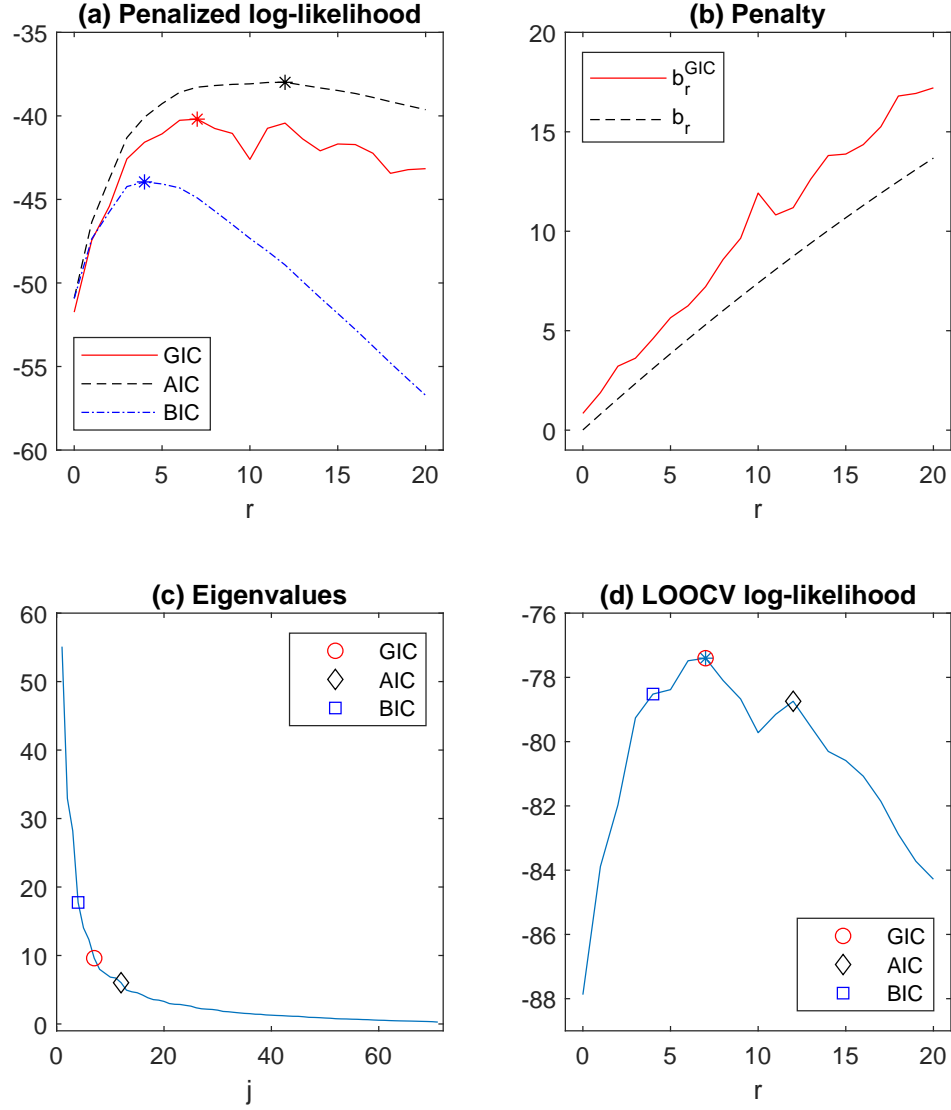 (a) Penalized log-likelihood
-35
-40
-45
-50
-55
-60
GIC
AIC
BIC
0 5 10 15 20
r
(b) Penalty
20
15
10
5
0
b_r^GIC
b_r
0 5 10 15 20
r
(c) Eigenvalues
60
50
40
30
20
10
0
GIC
AIC
BIC
0 20 40 60
j
(d) LOOCV log-likelihood
-76
-78
-80
-82
-84
-86
-88
GIC
AIC
BIC
0 5 10 15 20
r